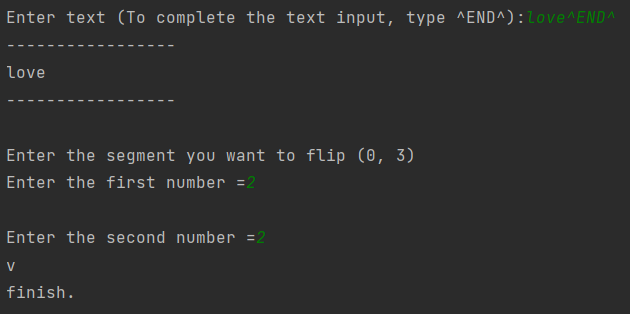 Enter text (To complete the text input, type ^END^):love^END^
-----------------
love
-----------------
Enter the segment you want to flip (0, 3)
Enter the first number =2
Enter the second number =2
v
finish.